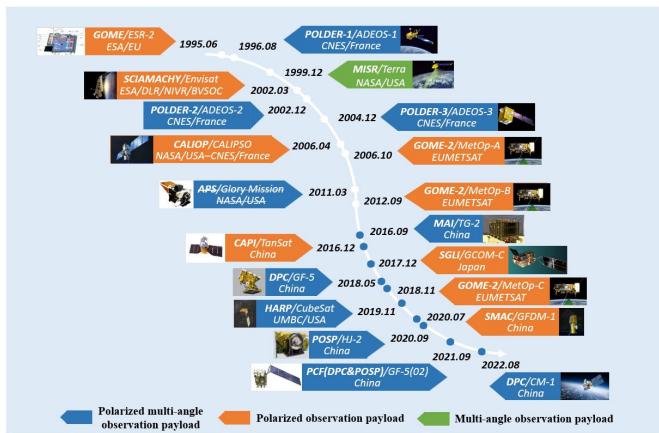 GOME/ESR-2
ESA/EU
1995.06
1996.08
POLDER-1/ADEOS-1
CNES/France
1999.12
MISR/Terra
NASA/USA
SCIAMACHY/Envisat
ESA/DLR/NIVR/BVSOC
2002.03
POLDER-2/ADEOS-2
CNES/France
2002.12
2004.12
POLDER-3/ADEOS-3
CNES/France
CALIOP/CALIPSO
NASA/USA-CNES/France
2006.04
2006.10
GOME-2/MetOp-A
EUMETSAT
APS/Glory Mission
NASA/USA
2011.03
2012.09
GOME-2/MetOp-B
EUMETSAT
2016.09
MAI/TG-2
China
CAPI/TanSat
China
2016.12
2017.12
SGLI/GCOM-C
Japan
DPC/GF-5
China
2018.05
2018.11
GOME-2/MetOp-C
EUMETSAT
HARP/CubeSat
UMBC/USA
2019.11
2020.07
SMAC/GFDM-1
China
POSP/HJ-2
China
2020.09
2021.09
2022.08
PCF(DPC&POSP)/GF-5(02)
China
DPC/CM-1
China
Polarized multi-angle
observation payload
Polarized observation payload
Multi-angle observation payload